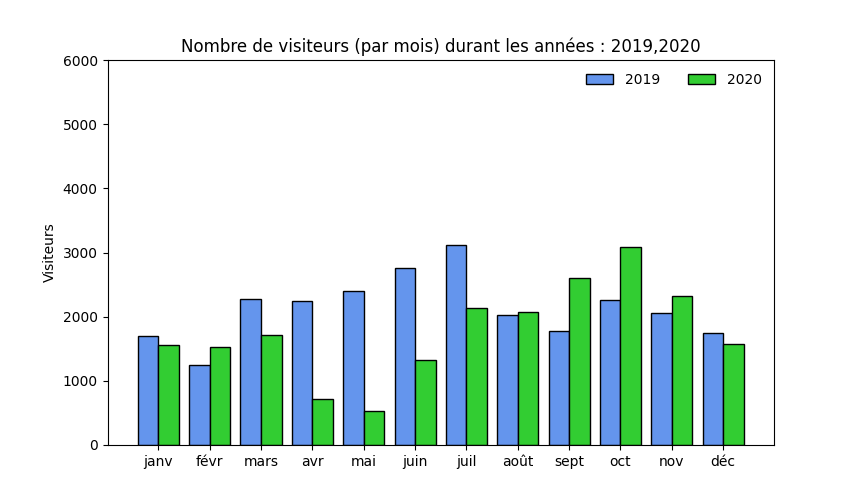 Nombre de visiteurs (par mois) durant les années : 2019,2020
2019 2020
6000
5000
4000
3000
2000
1000
0
Visiteurs
janv févr mars avr mai juin juil août sept oct nov déc